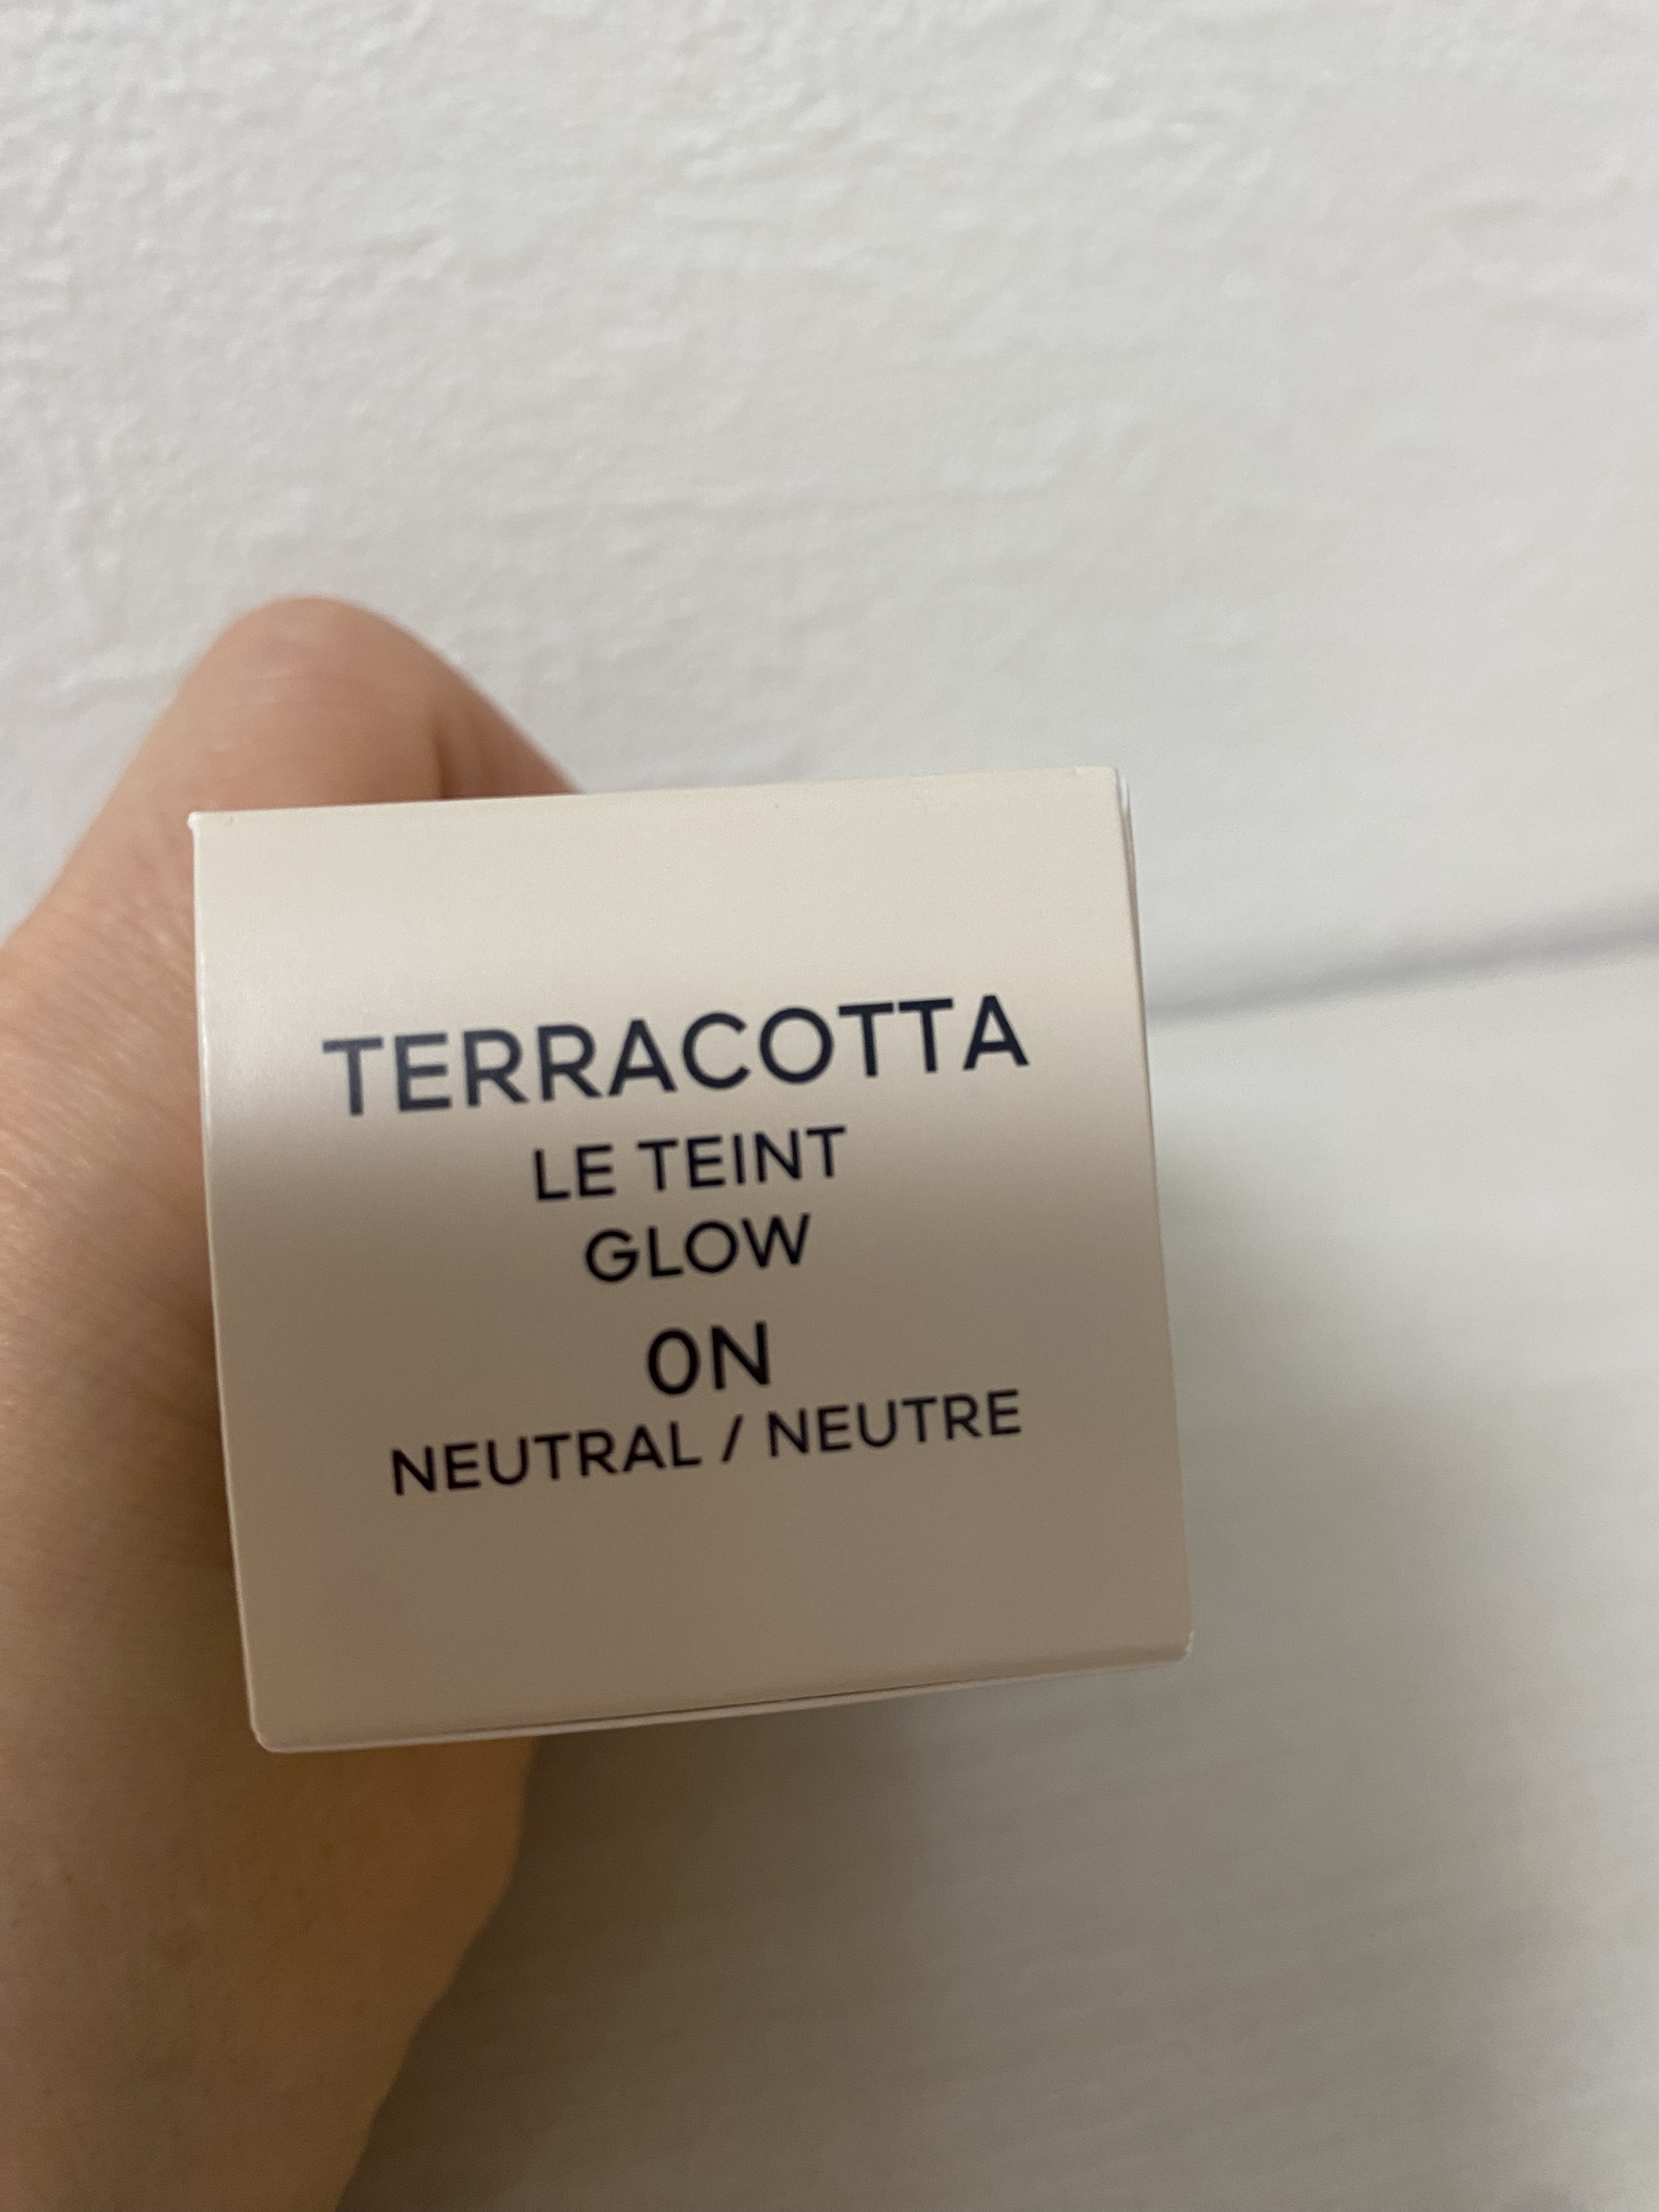 TERRACOTTA
LE TEINT
GLOW
0N
NEUTRAL / NEUTRE